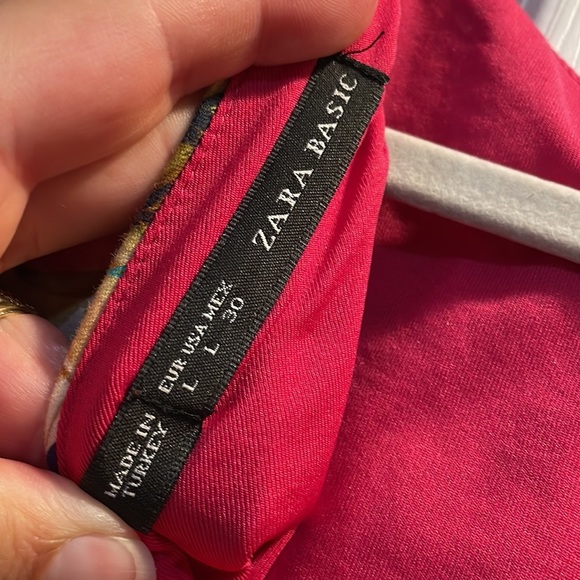 ZARA BASIC
EUR USA MEX
L L 30
MADE IN
TURKEY